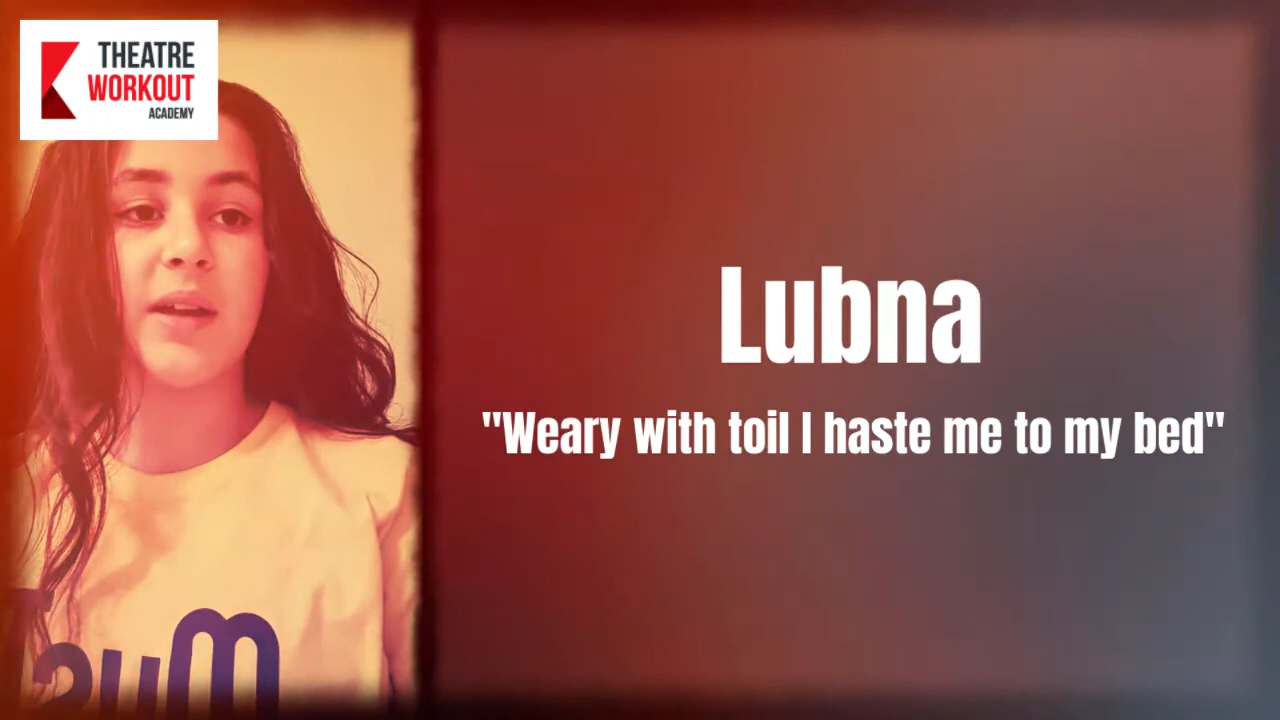 THEATRE
WORKOUT
ACADEMY
Lubna
"Weary with toil I haste me to my bed"